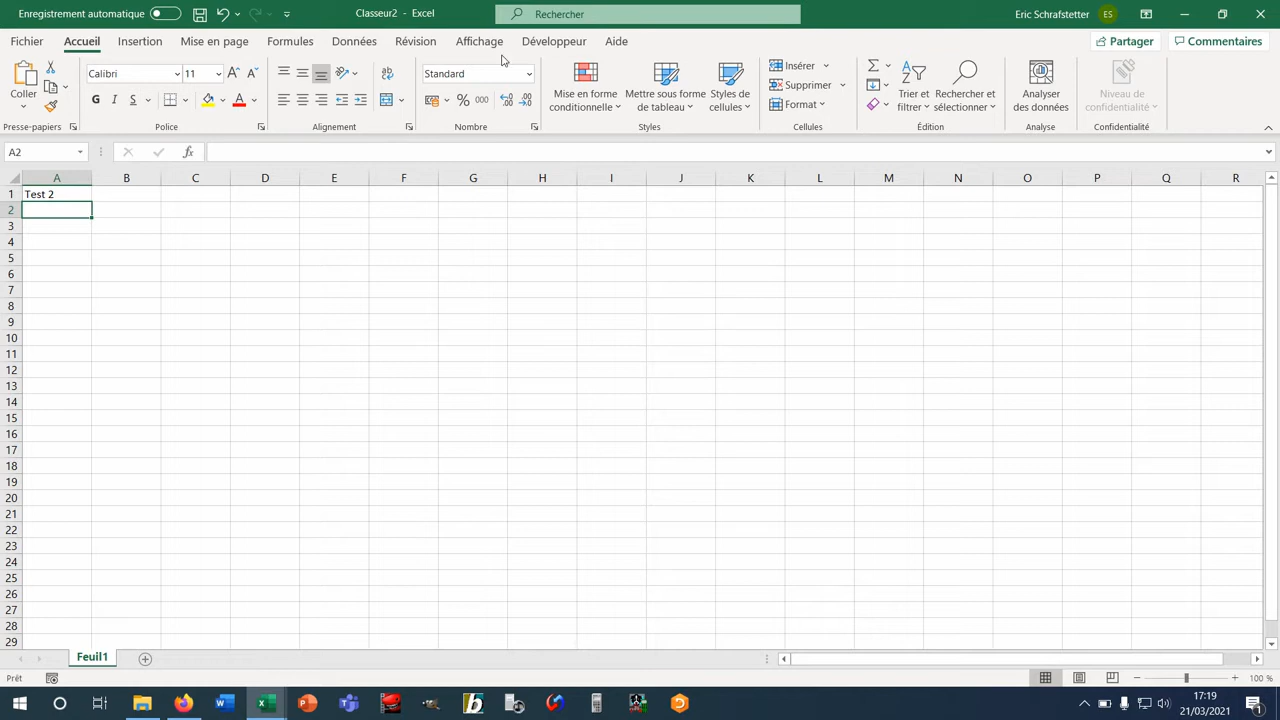 Enregistrement automatique
Classeur2 - Excel
Rechercher
Eric Schrafstetter ES
Fichier Accueil Insertion Mise en page Formules Données Révision Affichage Développeur Aide
Partager Commentaires
Coller
Calibri 11
Standard
Mise en forme conditionnelle
Mettre sous forme de tableau
Styles de cellules
Insérer
Supprimer
Format
Trier et filtrer
Rechercher et sélectionner
Analyser des données
Niveau de confidentialité
G I S
% 000
Presse-papiers Police Alignement Nombre Styles Cellules Édition Analyse Confidentialité
A2 fx
A B C D E F G H I J K L M N O P Q R
1 Test 2
2
3
4
5
6
7
8
9
10
11
12
13
14
15
16
17
18
19
20
21
22
23
24
25
26
27
28
29
Feuil1
Prêt
100 %
17:19
21/03/2021